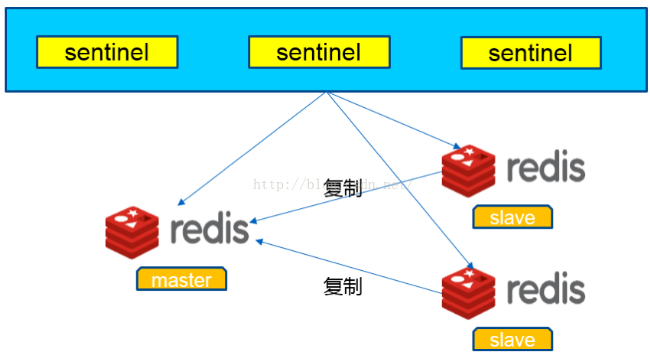 sentinel
sentinel
sentinel
redis
复制
slave
redis
master
redis
复制
slave